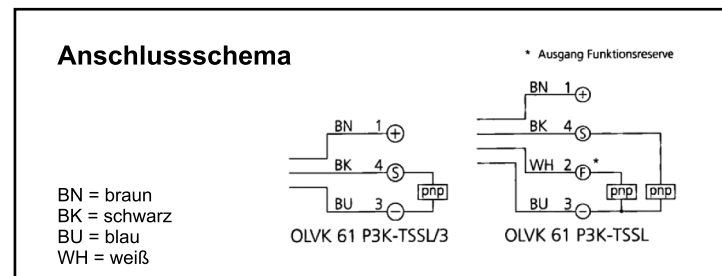 Anschlussschema
* Ausgang Funktionsreserve
BN = braun
BK = schwarz
BU = blau
WH = weiß
BN 1 +
BK 4 S
pnp
BU 3 −
OLVK 61 P3K-TSSL/3
BN 1 +
BK 4 S
WH 2 F *
pnp pnp
BU 3 −
OLVK 61 P3K-TSSL